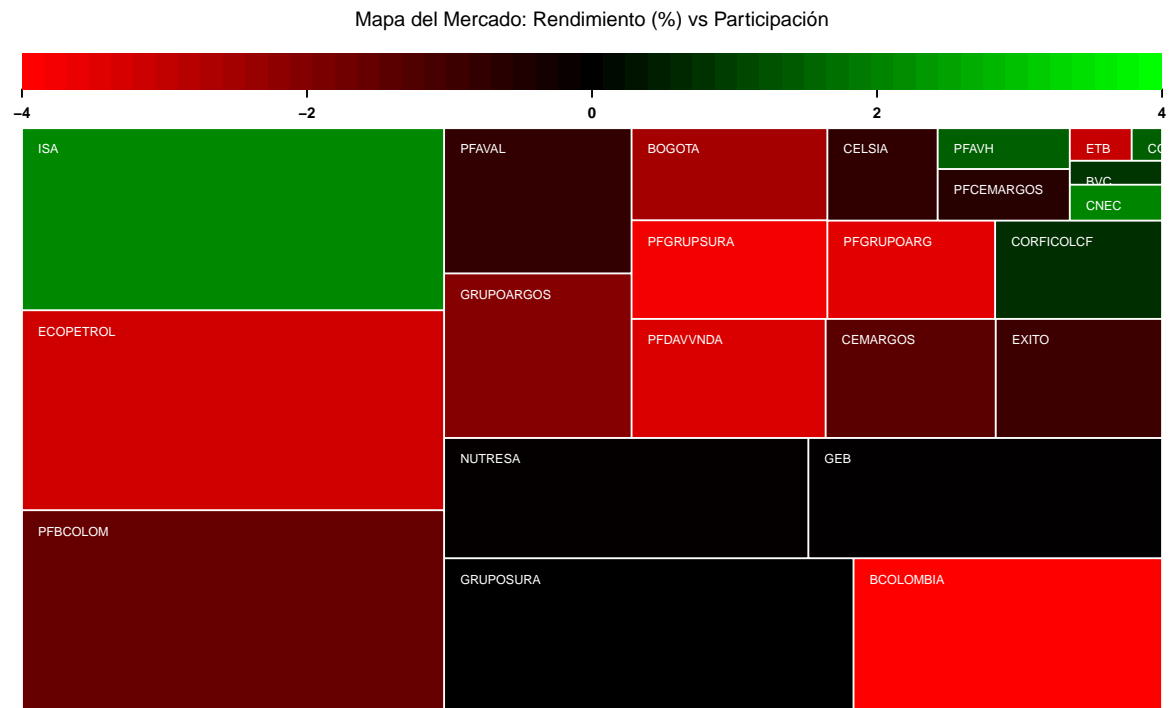 Mapa del Mercado: Rendimiento (%) vs Participación
−4 −2 0 2 4
ISA
PFAVAL
BOGOTA
CELSIA
PFAVH
ETB
BVC
CNEC
PFCEMARGOS
PFGRUPSURA
PFGRUPOARG
CORFICOLCF
GRUPOARGOS
ECOPETROL
PFDAVVNDA
CEMARGOS
EXITO
NUTRESA
GEB
PFBCOLOM
GRUPOSURA
BCOLOMBIA